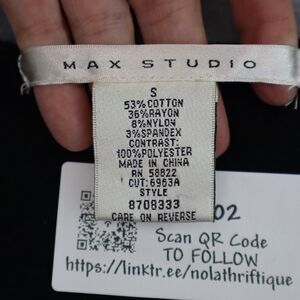 MAX STUDIO
S
53% COTTON
36% RAYON
8% NYLON
3% SPANDEX
CONTRAST:
100% POLYESTER
MADE IN CHINA
RN 58822
CUT: 6963A
STYLE
8708333
CARE ON REVERSE
02
Scan QR Code
TO FOLLOW
https://linktr.ee/nolathriftique